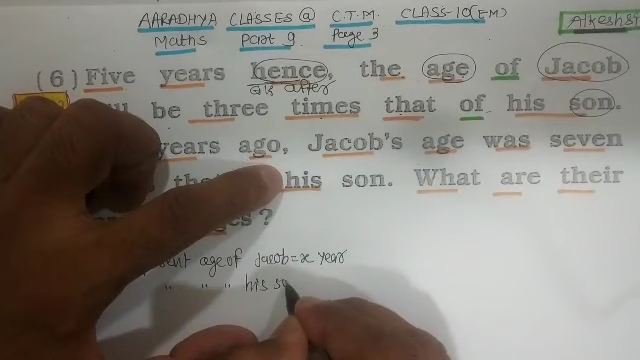 AARADHYA CLASSES @ C.T.M. CLASS-10(EM)
Maths Part 9 Page 3
Alkesh
(6) Five years hence, the age of Jacob
after
be three times that of his son.
years ago, Jacob's age was seven
his son. What are their
?
age of Jacob = x year
" " " his so